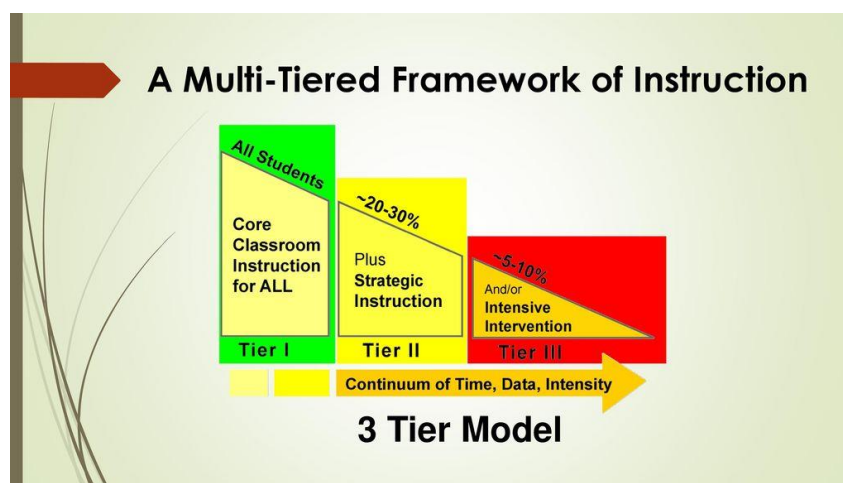 A Multi-Tiered Framework of Instruction
All Students
Core
Classroom
Instruction
for ALL
Tier I
~20-30%
Plus
Strategic
Instruction
Tier II
~5-10%
And/or
Intensive
Intervention
Tier III
Continuum of Time, Data, Intensity
3 Tier Model